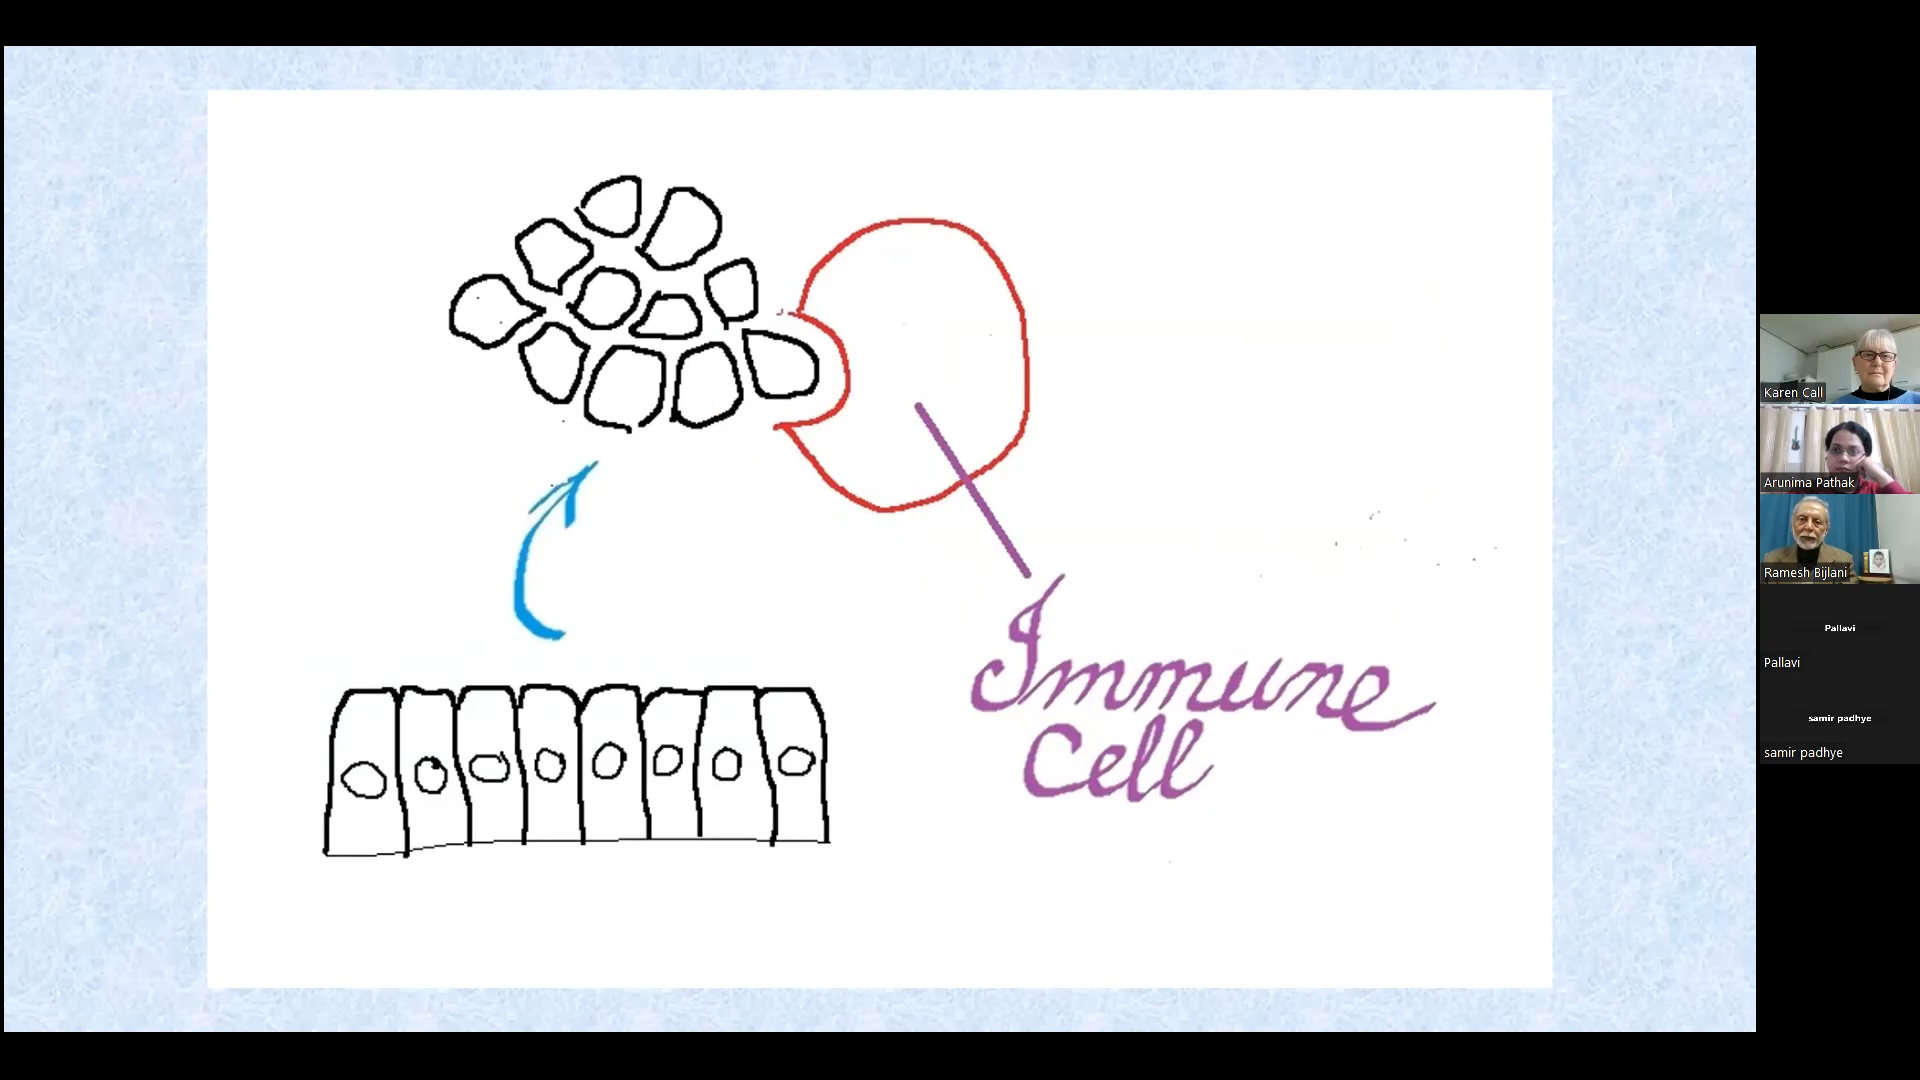 Immune
Cell
Karen Call
Arunima Pathak
Ramesh Bijlani
Pallavi
Pallavi
samir padhye
samir padhye